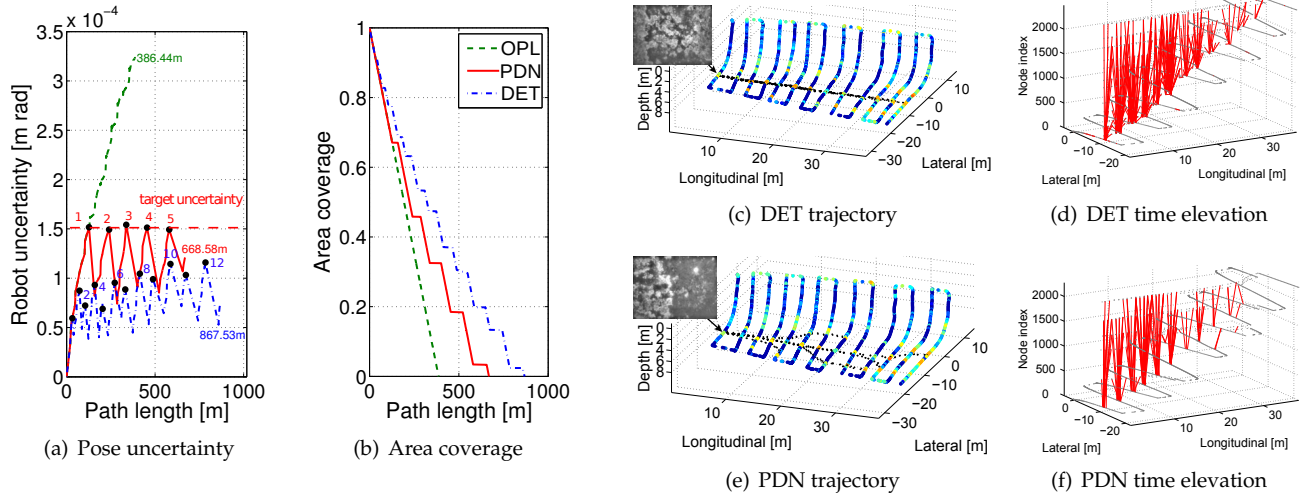 x 10⁻⁴
3.5
3
2.5
2
1.5
1
0.5
0
0
500
1000
Robot uncertainty [m rad]
Path length [m]
386.44m
target uncertainty
1
2
3
4
5
668.58m
2
4
6
8
10
12
867.53m
(a) Pose uncertainty
1
0.8
0.6
0.4
0.2
0
0
500
1000
Area coverage
Path length [m]
OPL
PDN
DET
(b) Area coverage
0
2
4
6
8
Depth [m]
10
20
30
Longitudinal [m]
10
0
−10
−20
−30
Lateral [m]
(c) DET trajectory
2000
1500
1000
500
0
Node index
0
−10
−20
Lateral [m]
10
20
30
Longitudinal [m]
(d) DET time elevation
0
2
4
6
8
Depth [m]
10
20
30
Longitudinal [m]
10
0
−10
−20
−30
Lateral [m]
(e) PDN trajectory
2000
1500
1000
500
0
Node index
0
−10
−20
Lateral [m]
10
20
30
Longitudinal [m]
(f) PDN time elevation